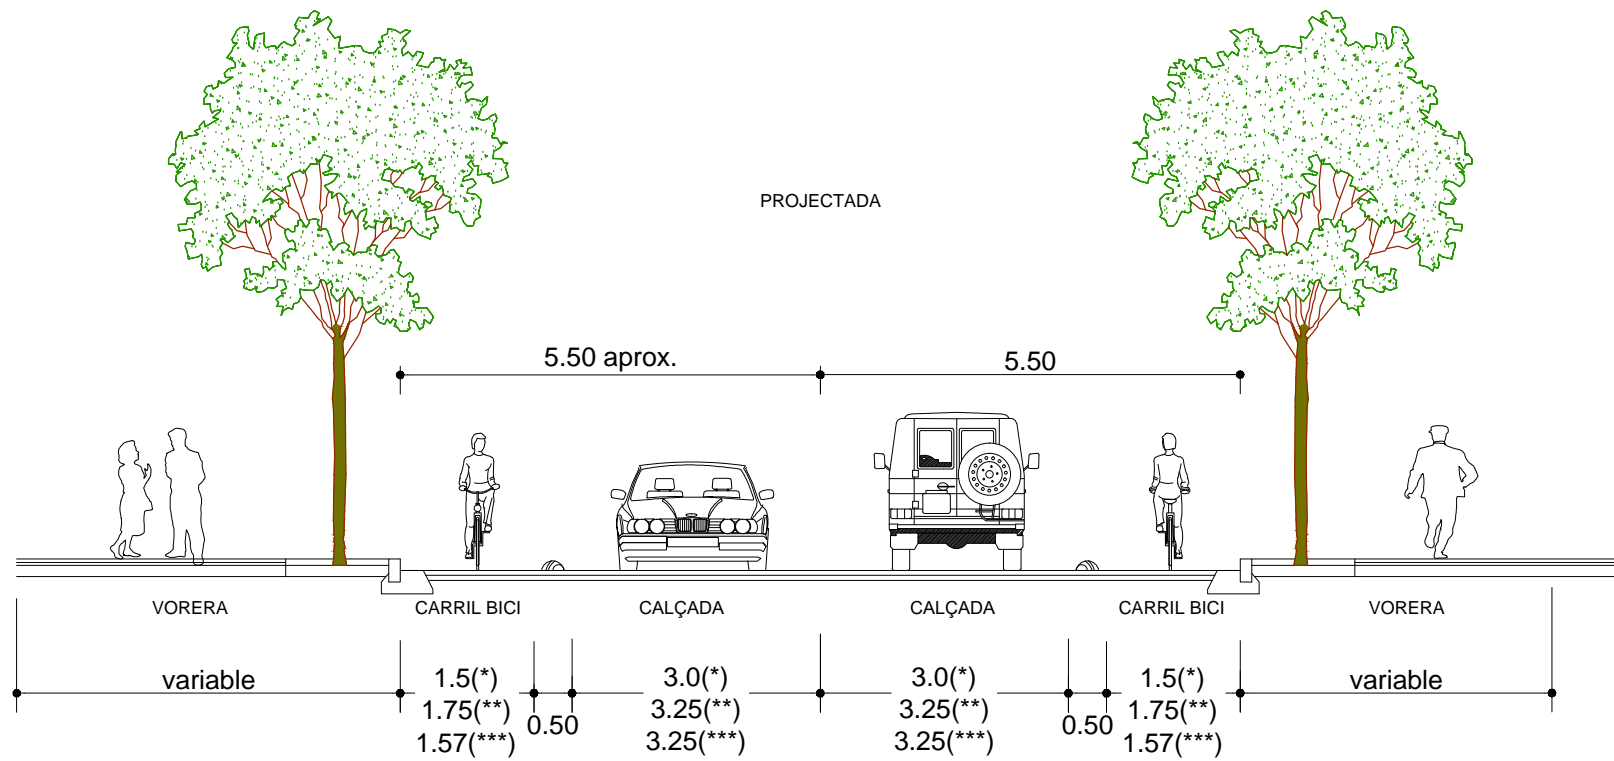 PROJECTADA
5.50 aprox.
5.50
VORERA
CARRIL BICI
CALÇADA
CALÇADA
CARRIL BICI
VORERA
variable
1.5(*)
1.75(**)
1.57(***)
0.50
3.0(*)
3.25(**)
3.25(***)
3.0(*)
3.25(**)
3.25(***)
0.50
1.5(*)
1.75(**)
1.57(***)
variable